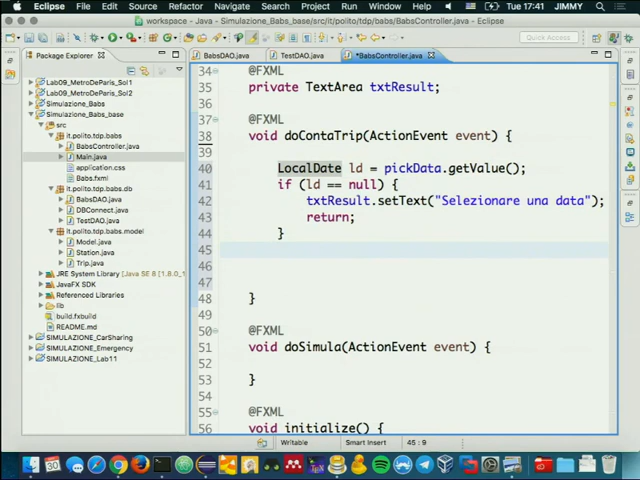 Eclipse File Edit Source Refactor Navigate Search Project Run Window Help Tue 17:41 JIMMY
workspace - Java - Simulazione_Babs_base/src/it/polito/tdp/babs/BabsController.java - Eclipse
Quick Access
Package Explorer
BabsDAO.java TestDAO.java *BabsController.java
Lab09_MetroDeParis_Sol1
Lab09_MetroDeParis_Sol2
Simulazione_Babs
Simulazione_Babs_base
src
it.polito.tdp.babs
BabsController.java
Main.java
application.css
Babs.fxml
it.polito.tdp.babs.db
BabsDAO.java
DBConnect.java
TestDAO.java
it.polito.tdp.babs.model
Model.java
Station.java
Trip.java
JRE System Library [Java SE 8 [1.8.0_
JavaFX SDK
Referenced Libraries
lib
build.fxbuild
README.md
SIMULAZIONE_CarSharing
SIMULAZIONE_Emergency
SIMULAZIONE_Lab11
34 @FXML
35 private TextArea txtResult;
36
37 @FXML
38 void doContaTrip(ActionEvent event) {
39
40 LocalDate ld = pickData.getValue();
41 if (ld == null) {
42 txtResult.setText("Selezionare una data");
43 return;
44 }
45
46
47
48 }
49
50 @FXML
51 void doSimula(ActionEvent event) {
52
53 }
54
55 @FXML
56 void initialize() {
Writable Smart Insert 45 : 9